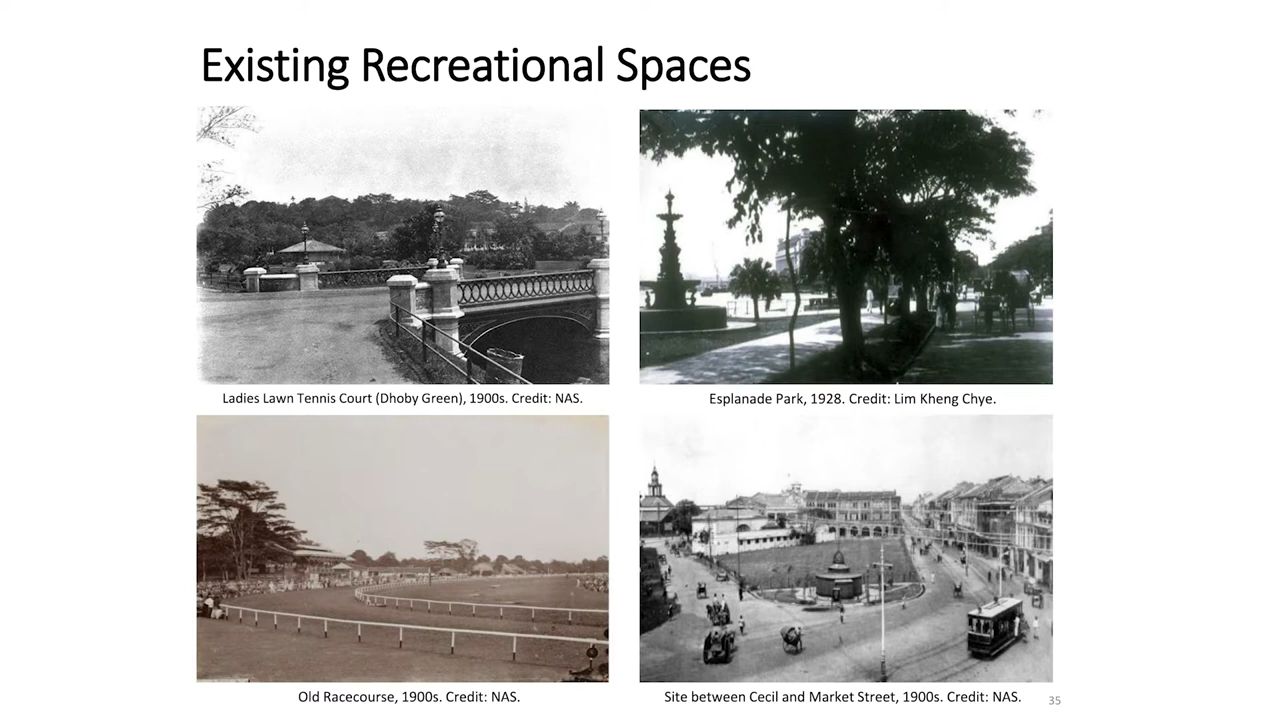 Existing Recreational Spaces
Ladies Lawn Tennis Court (Dhoby Green), 1900s. Credit: NAS.
Esplanade Park, 1928. Credit: Lim Kheng Chye.
Old Racecourse, 1900s. Credit: NAS.
Site between Cecil and Market Street, 1900s. Credit: NAS.
35